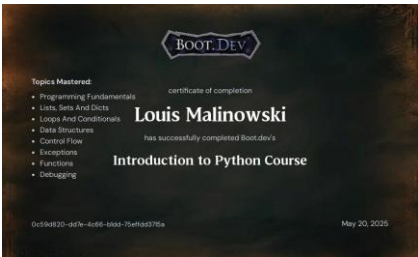 BOOT.DEV
Topics Mastered:
• Programming Fundamentals
• Lists, Sets And Dicts
• Loops And Conditionals
• Data Structures
• Control Flow
• Exceptions
• Functions
• Debugging
certificate of completion
Louis Malinowski
has successfully completed Boot.dev's
Introduction to Python Course
May 20, 2025